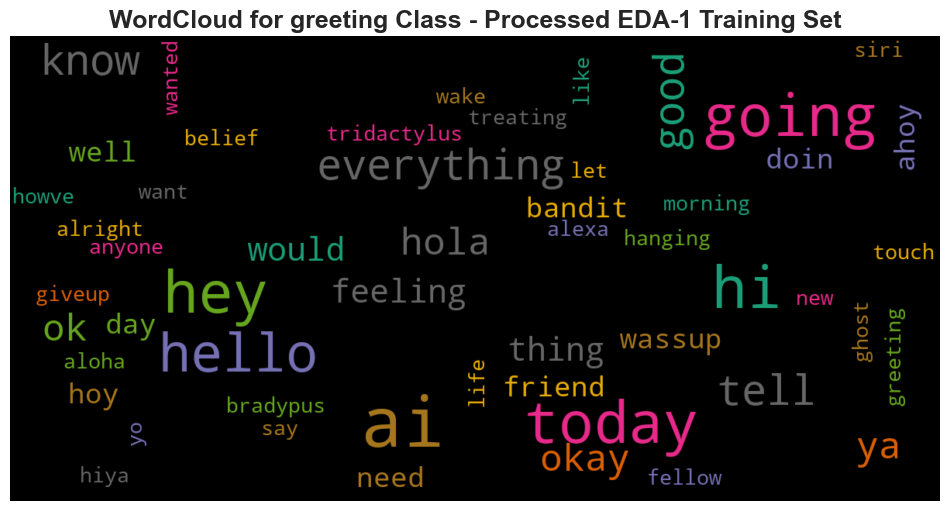 WordCloud for greeting Class - Processed EDA-1 Training Set
know
wanted
like
good
siri
wake
treating
going
ahoy
belief
tridactylus
well
everything
let
doin
howve
want
bandit
morning
alright
anyone
would
hola
alexa
hanging
touch
giveup
hey
feeling
hi
new
ok
day
hello
thing
wassup
ghost
greeting
aloha
hoy
life
friend
tell
bradypus
say
yo
ai
today
okay
ya
hiya
need
fellow